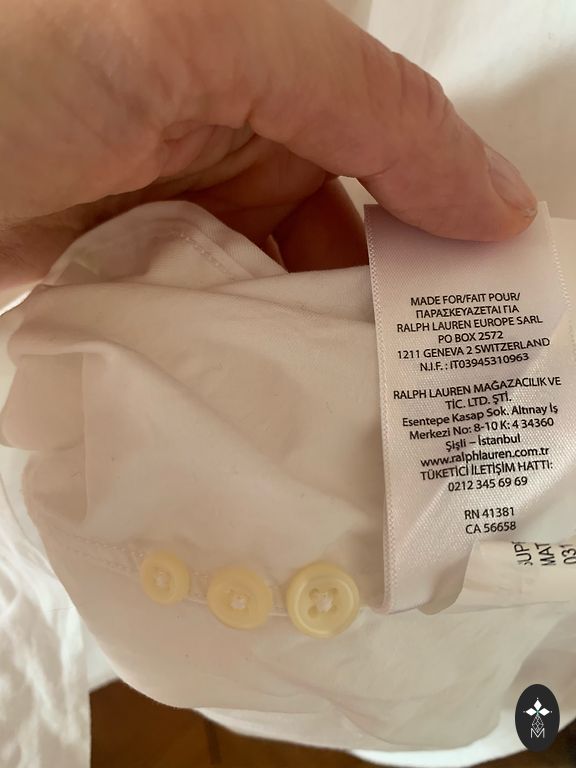 MADE FOR/FAIT POUR/
ΠΑΡΑΣΚΕΥΑΖΕΤΑΙ ΓΙΑ
RALPH LAUREN EUROPE SARL
PO BOX 2572
1211 GENEVA 2 SWITZERLAND
N.I.F. : IT03945310963
RALPH LAUREN MAĞAZACILIK VE
TİC. LTD. ŞTİ.
Esentepe Kasap Sok. Altınay İş
Merkezi No: 8-10 K: 4 34360
Şişli – İstanbul
www.ralphlauren.com.tr
TÜKETİCİ İLETİŞİM HATTI:
0212 345 69 69
RN 41381
CA 56658
M